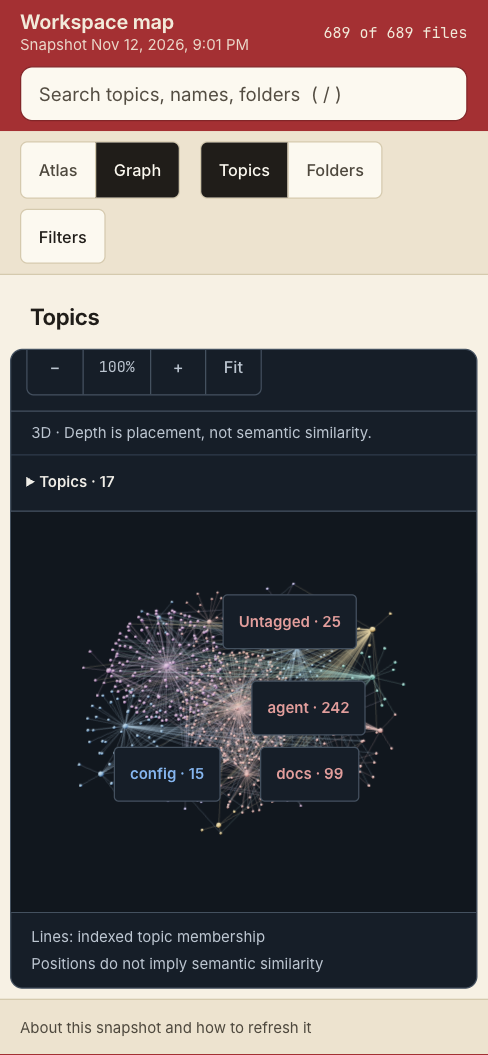 Workspace map
Snapshot Nov 12, 2026, 9:01 PM
689 of 689 files
Search topics, names, folders ( / )
Atlas Graph Topics Folders
Filters
Topics
− 100% + Fit
3D · Depth is placement, not semantic similarity.
▶ Topics · 17
Untagged · 25
agent · 242
config · 15
docs · 99
Lines: indexed topic membership
Positions do not imply semantic similarity
About this snapshot and how to refresh it